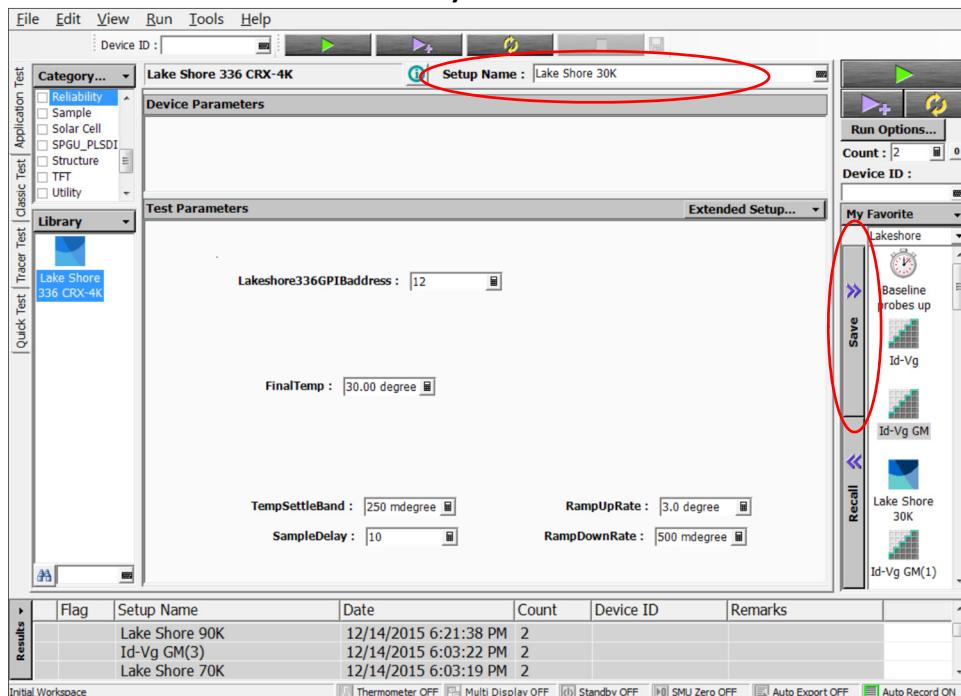 File Edit View Run Tools Help
Device ID :
Category...
Reliability
Sample
Solar Cell
SPGU_PLSDI
Structure
TFT
Utility
Library
Lake Shore
336 CRX-4K
Application Test
Classic Test
Tracer Test
Quick Test
Lake Shore 336 CRX-4K
Setup Name : Lake Shore 30K
Device Parameters
Test Parameters
Extended Setup...
Lakeshore336GPIBaddress : 12
FinalTemp : 30.00 degree
TempSettleBand : 250 mdegree
RampUpRate : 3.0 degree
SampleDelay : 10
RampDownRate : 500 mdegree
Save
Recall
Run Options...
Count : 2
0
Device ID :
My Favorite
Lakeshore
Baseline
probes up
Id-Vg
Id-Vg GM
Lake Shore
30K
Id-Vg GM(1)
Results
Flag Setup Name Date Count Device ID Remarks
Lake Shore 90K 12/14/2015 6:21:38 PM 2
Id-Vg GM(3) 12/14/2015 6:03:22 PM 2
Lake Shore 70K 12/14/2015 6:03:19 PM 2
Initial Workspace Thermometer OFF Multi Display OFF Standby OFF SMU Zero OFF Auto Export OFF Auto Record ON